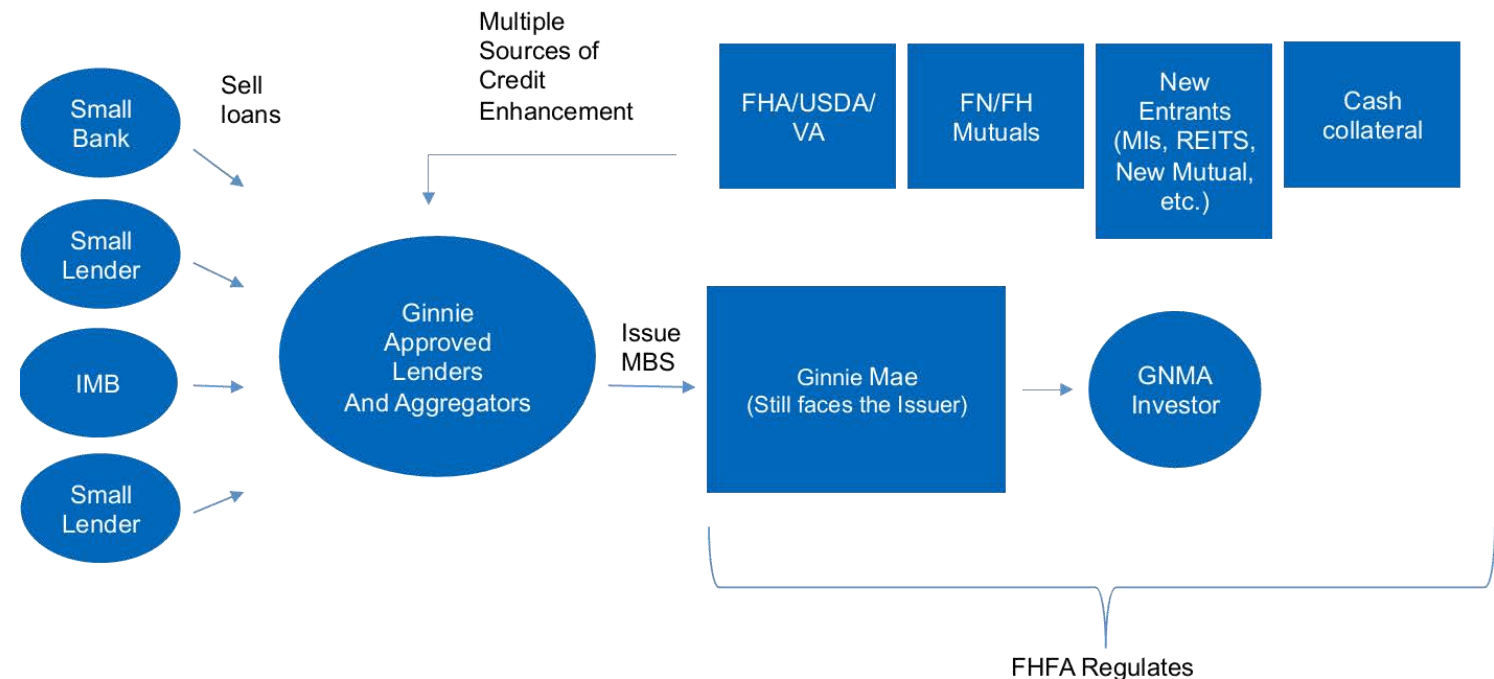 Multiple
Sources of
Credit
Enhancement
Sell
loans
Small
Bank
Small
Lender
IMB
Small
Lender
FHA/USDA/
VA
FN/FH
Mutuals
New
Entrants
(MIs, REITS,
New Mutual,
etc.)
Cash
collateral
Ginnie
Approved
Lenders
And Aggregators
Issue
MBS
Ginnie Mae
(Still faces the Issuer)
GNMA
Investor
FHFA Regulates